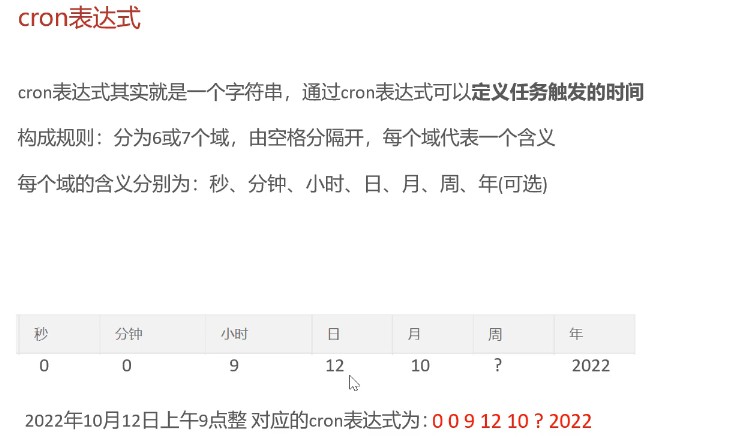 cron表达式
cron表达式其实就是一个字符串，通过cron表达式可以定义任务触发的时间
构成规则：分为6或7个域，由空格分隔开，每个域代表一个含义
每个域的含义分别为：秒、分钟、小时、日、月、周、年(可选)
秒 分钟 小时 日 月 周 年
0 0 9 12 10 ? 2022
2022年10月12日上午9点整 对应的cron表达式为：0 0 9 12 10 ? 2022